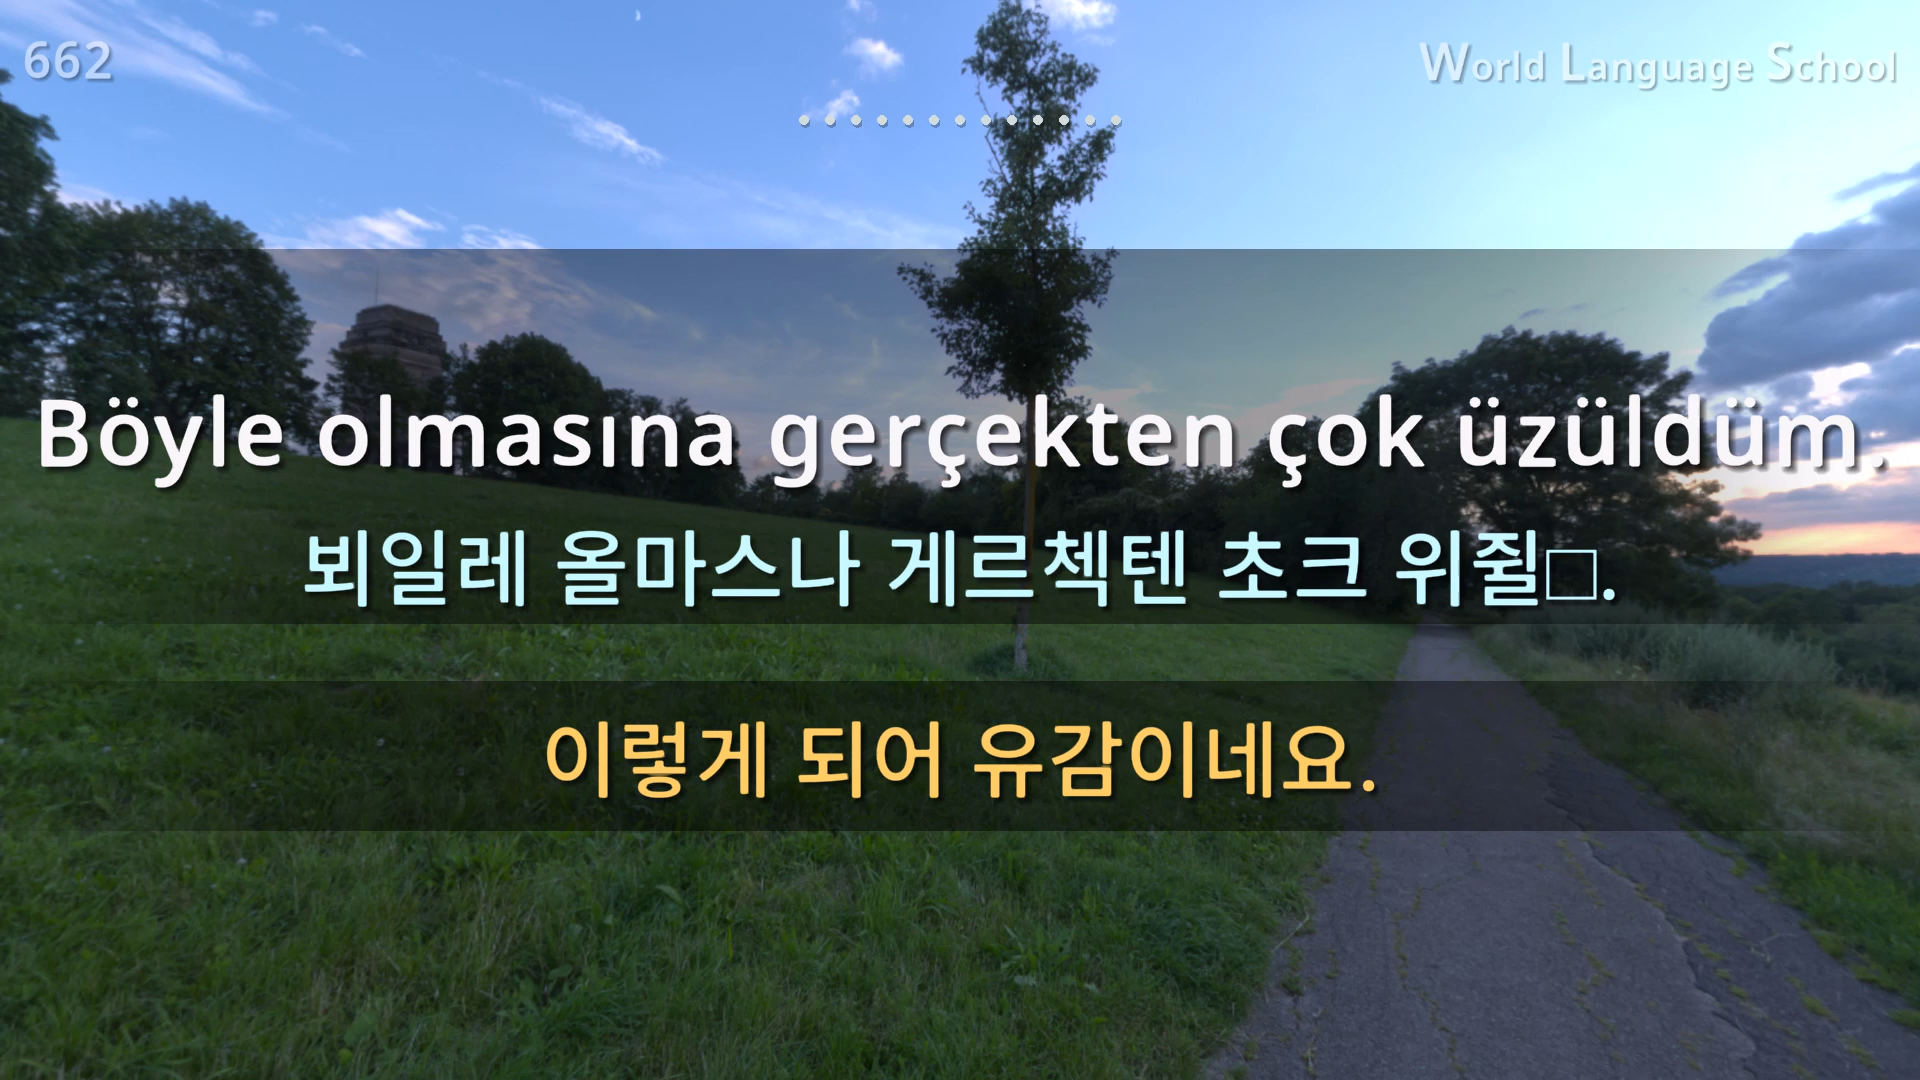 662
World Language School
Böyle olmasına gerçekten çok üzüldüm.
뵈일레 올마스나 게르첵텐 초크 위쥘□.
이렇게 되어 유감이네요.